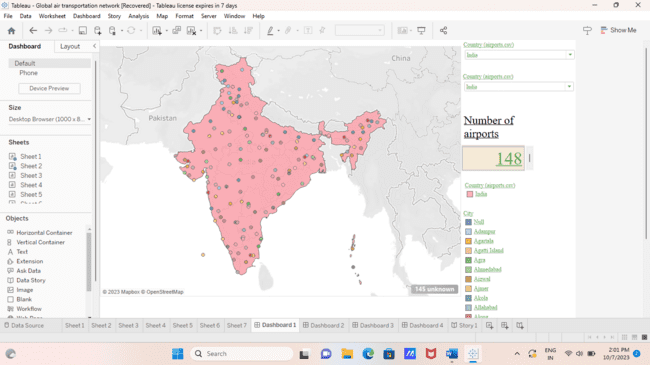 Tableau - Global air transportation network [Recovered] - Tableau license expires in 7 days
File Data Worksheet Dashboard Story Analysis Map Format Server Window Help
Show Me
Dashboard Layout
Default
Phone
Device Preview
Size
Desktop Browser (1000 x 8...
Sheets
Sheet 1
Sheet 2
Sheet 3
Sheet 4
Sheet 5
Objects
Horizontal Container
Vertical Container
Text
Extension
Ask Data
Data Story
Image
Blank
Workflow
China
Pakistan
© 2023 Mapbox © OpenStreetMap
145 unknown
Country (airports.csv)
India
Country (airports.csv)
India
Number of
airports
148
Country (airports.csv)
India
City
Null
Agartala
Agatti Island
Agra
Ahmedabad
Aizwal
Ajmer
Akola
Allahabad
Data Source Sheet 1 Sheet 2 Sheet 3 Sheet 4 Sheet 5 Sheet 6 Sheet 7 Dashboard 1 Dashboard 2 Dashboard 3 Dashboard 4 Story 1
Search
ENG
IN
2:01 PM
10/7/2023